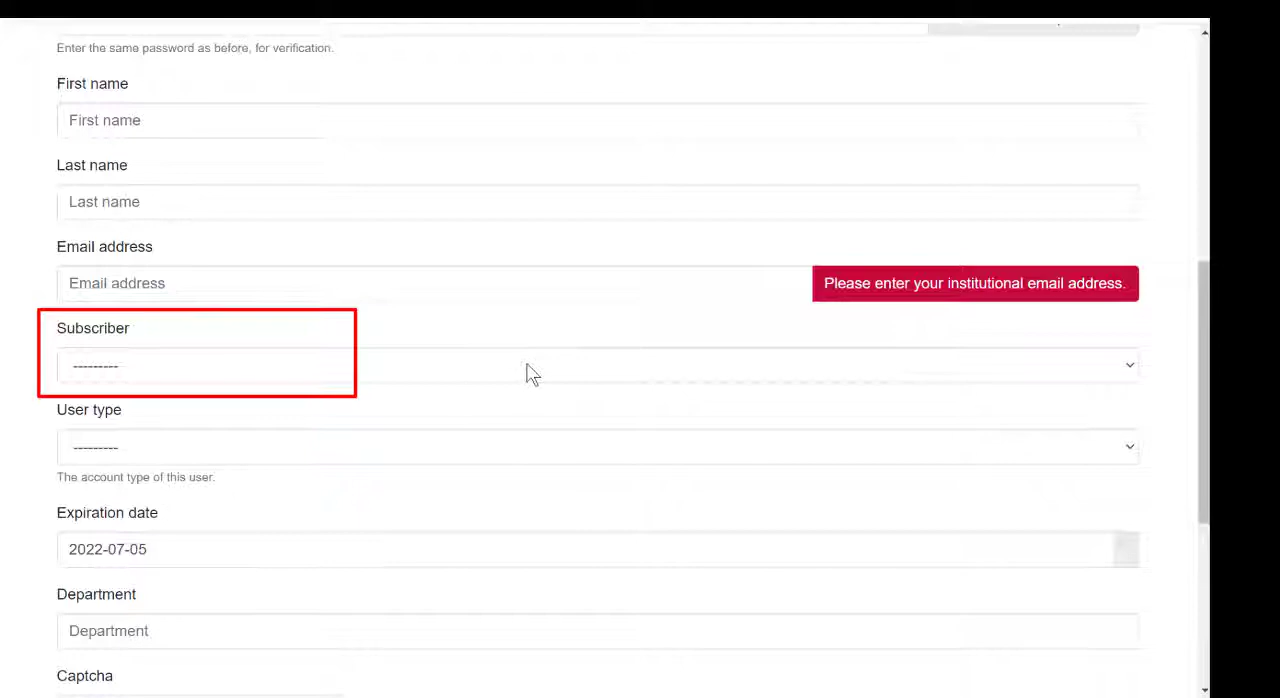 Enter the same password as before, for verification.
First name
First name
Last name
Last name
Email address
Email address
Please enter your institutional email address.
Subscriber
---------
User type
---------
The account type of this user.
Expiration date
2022-07-05
Department
Department
Captcha